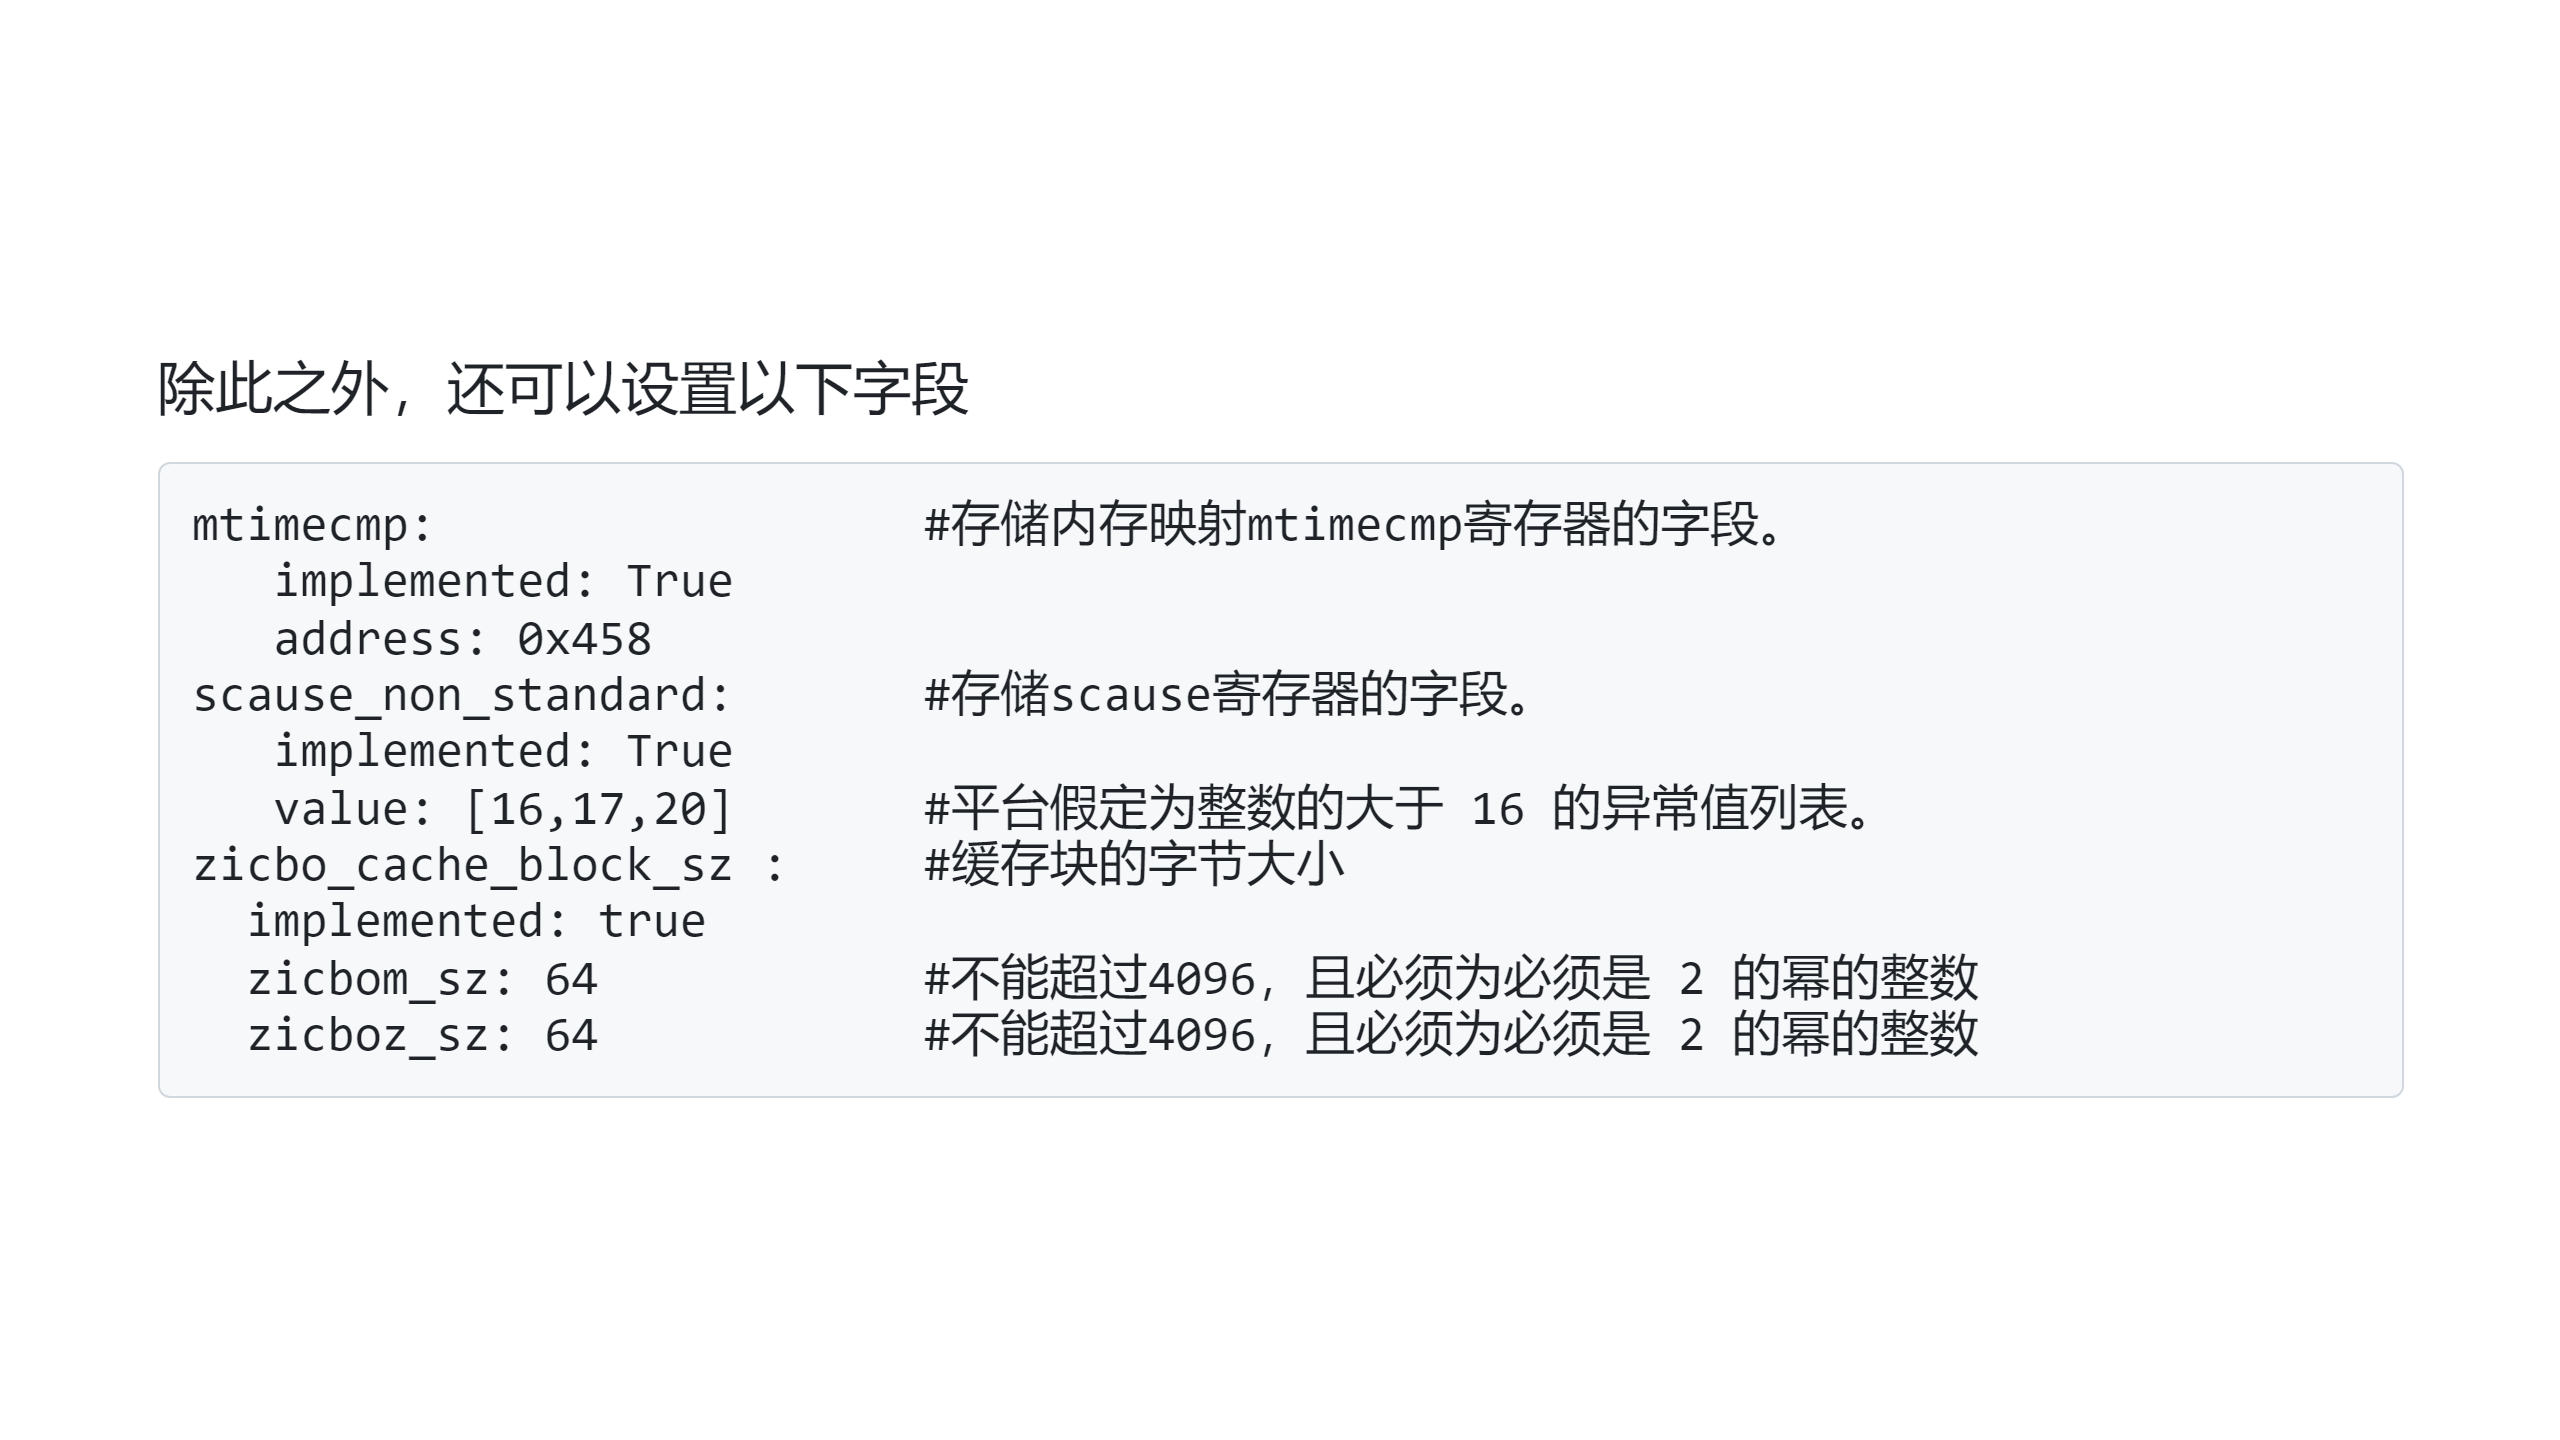 除此之外，还可以设置以下字段
mtimecmp:                  #存储内存映射mtimecmp寄存器的字段。
   implemented: True
   address: 0x458
scause_non_standard:       #存储scause寄存器的字段。
   implemented: True
   value: [16,17,20]       #平台假定为整数的大于 16 的异常值列表。
zicbo_cache_block_sz :     #缓存块的字节大小
  implemented: true
  zicbom_sz: 64            #不能超过4096，且必须为必须是 2 的幂的整数
  zicboz_sz: 64            #不能超过4096，且必须为必须是 2 的幂的整数